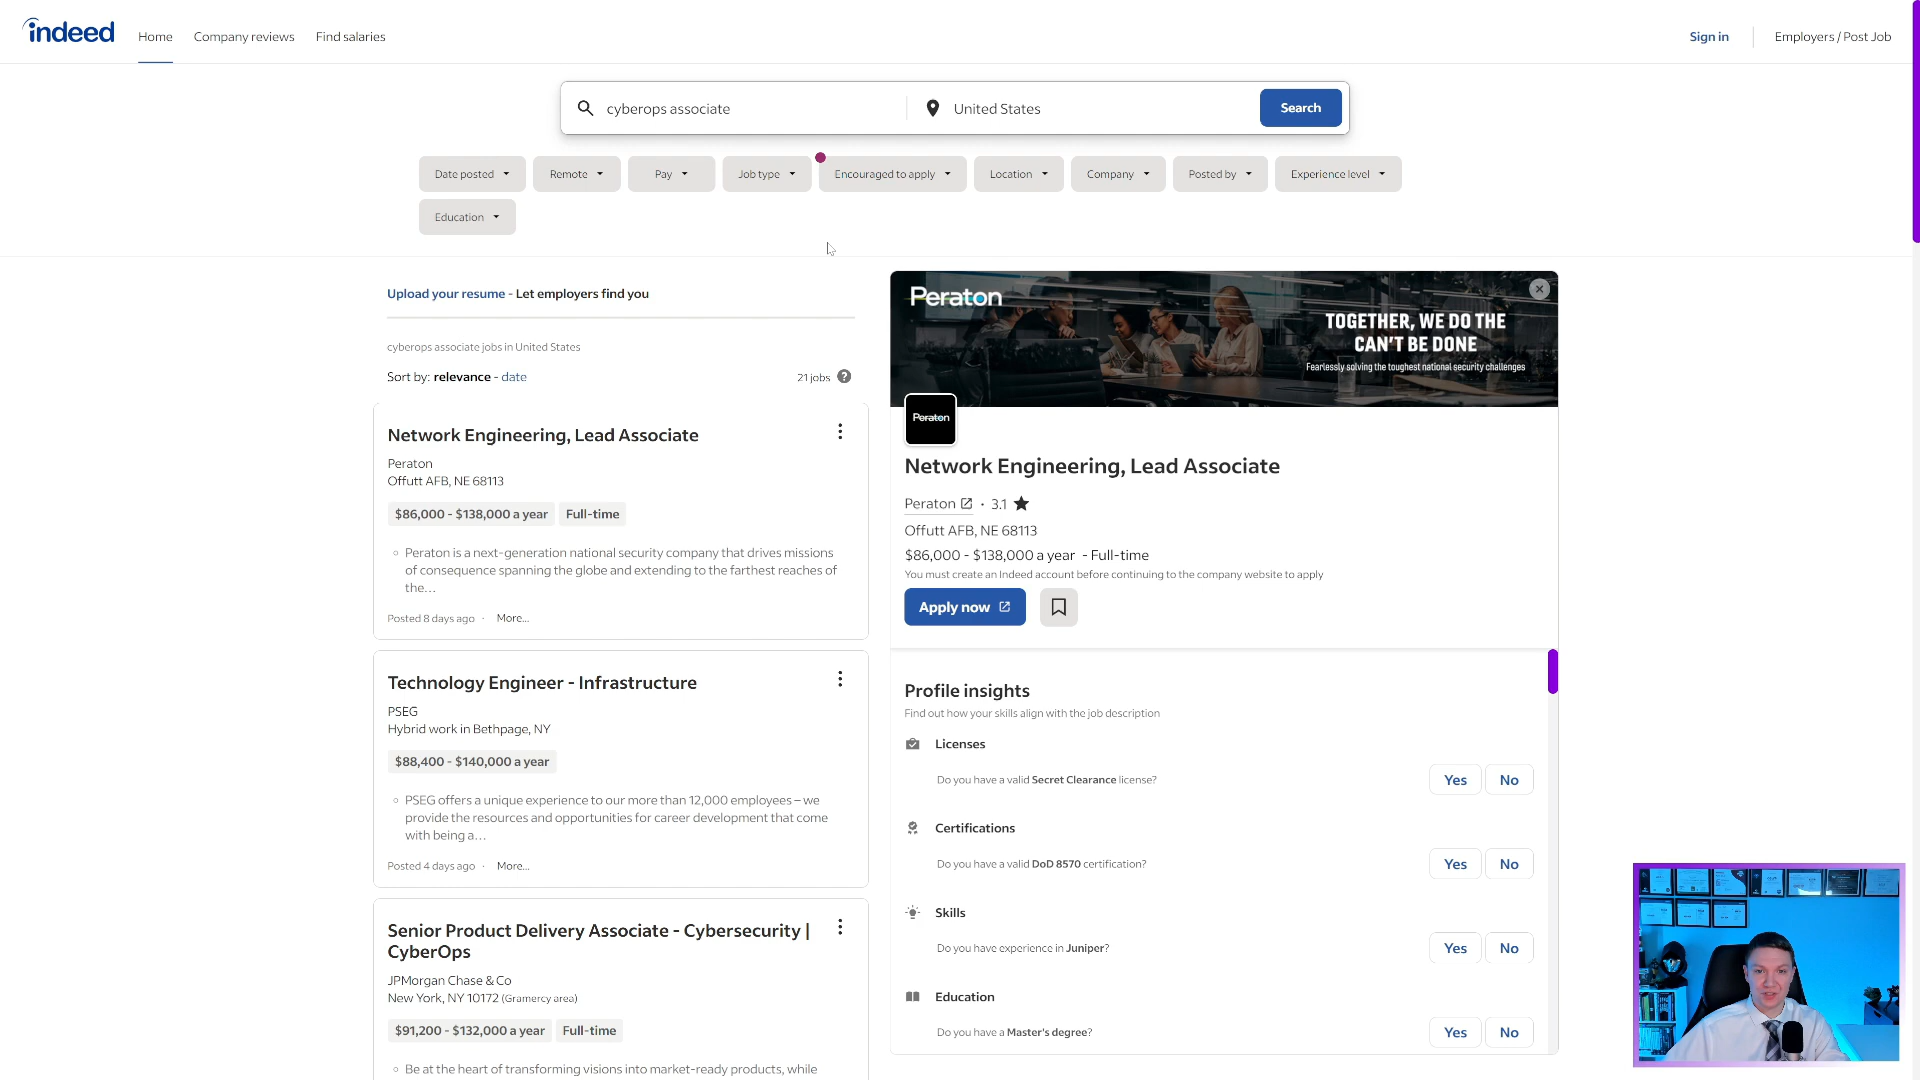 indeed
Home
Company reviews
Find salaries
Sign in
Employers / Post Job
cyberops associate
United States
Search
Date posted
Remote
Pay
Job type
Encouraged to apply
Location
Company
Posted by
Experience level
Education
Upload your resume - Let employers find you
cyberops associate jobs in United States
Sort by: relevance - date
21 jobs
Network Engineering, Lead Associate
Peraton
Offutt AFB, NE 68113
$86,000 - $138,000 a year
Full-time
Peraton is a next-generation national security company that drives missions
of consequence spanning the globe and extending to the farthest reaches of
the…
Posted 8 days ago · More...
Technology Engineer - Infrastructure
PSEG
Hybrid work in Bethpage, NY
$88,400 - $140,000 a year
PSEG offers a unique experience to our more than 12,000 employees – we
provide the resources and opportunities for career development that come
with being a…
Posted 4 days ago · More...
Senior Product Delivery Associate - Cybersecurity |
CyberOps
JPMorgan Chase & Co
New York, NY 10172 (Gramercy area)
$91,200 - $132,000 a year
Full-time
Be at the heart of transforming visions into market-ready products, while
Peraton
TOGETHER, WE DO THE
CAN'T BE DONE
Fearlessly solving the toughest national security challenges
Peraton
Network Engineering, Lead Associate
Peraton · 3.1
Offutt AFB, NE 68113
$86,000 - $138,000 a year - Full-time
You must create an Indeed account before continuing to the company website to apply
Apply now
Profile insights
Find out how your skills align with the job description
Licenses
Do you have a valid Secret Clearance license?
Yes
No
Certifications
Do you have a valid DoD 8570 certification?
Yes
No
Skills
Do you have experience in Juniper?
Yes
No
Education
Do you have a Master's degree?
Yes
No